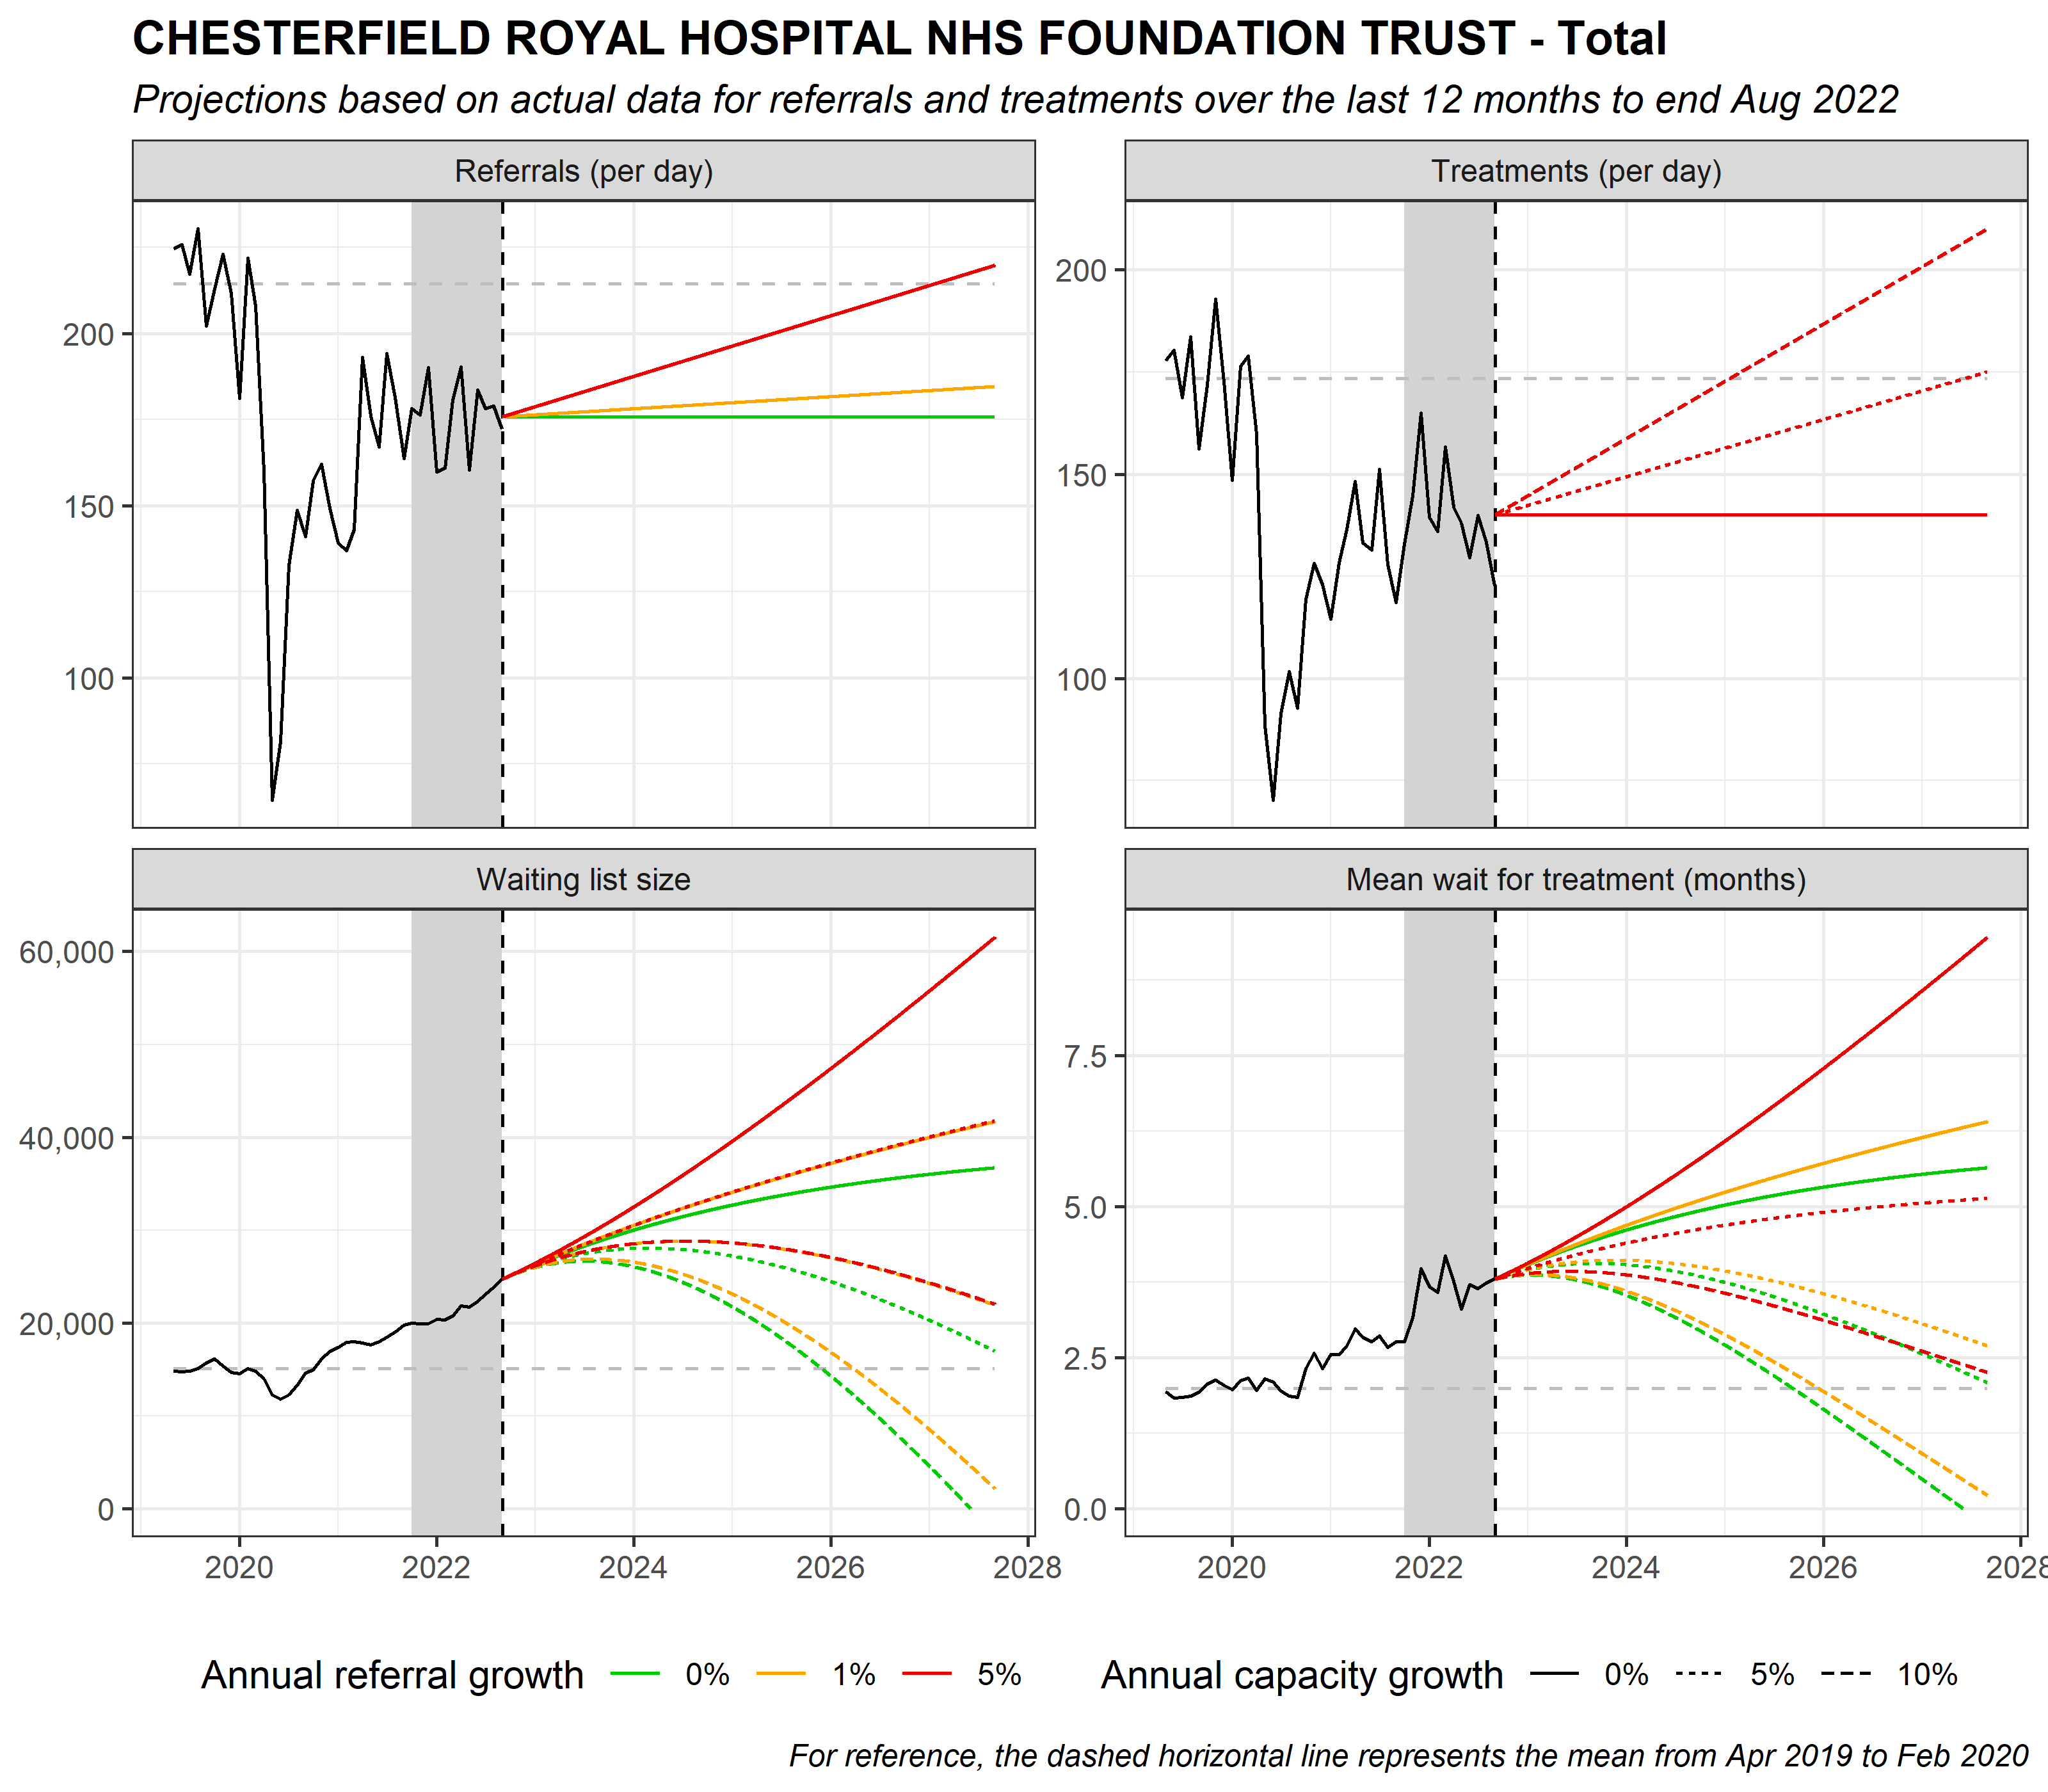 CHESTERFIELD ROYAL HOSPITAL NHS FOUNDATION TRUST - Total
Projections based on actual data for referrals and treatments over the last 12 months to end Aug 2022
Referrals (per day)
200
150
100
Treatments (per day)
200
150
100
Waiting list size
60,000
40,000
20,000
0
2020 2022 2024 2026 2028
Mean wait for treatment (months)
7.5
5.0
2.5
0.0
2020 2022 2024 2026 2028
Annual referral growth 0% 1% 5%
Annual capacity growth 0% 5% 10%
For reference, the dashed horizontal line represents the mean from Apr 2019 to Feb 2020